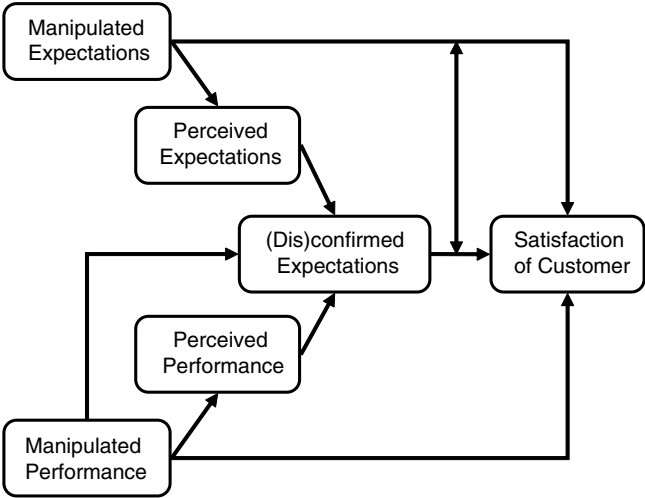 Manipulated
Expectations
Perceived
Expectations
(Dis)confirmed
Expectations
Satisfaction
of Customer
Perceived
Performance
Manipulated
Performance